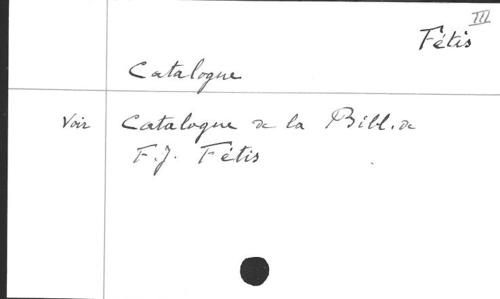 III
Fétis
Catalogue
Voir Catalogue de la Bibl. de
F.J. Fétis